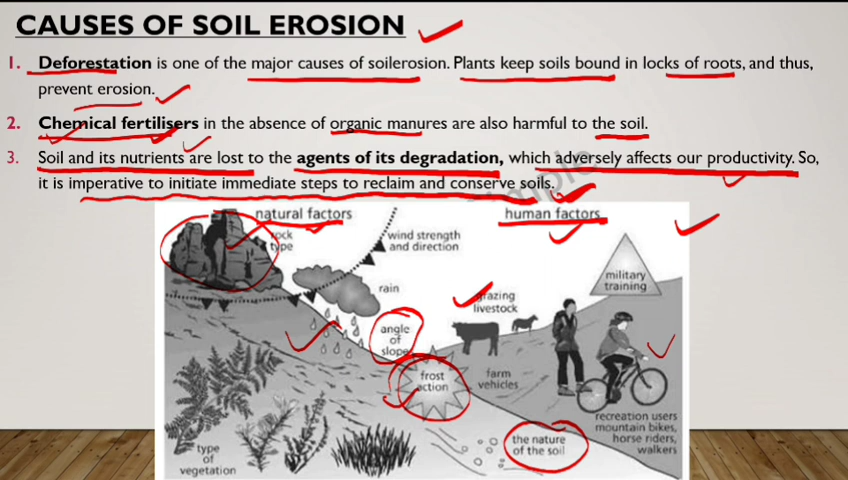 CAUSES OF SOIL EROSION
1. Deforestation is one of the major causes of soilerosion. Plants keep soils bound in locks of roots, and thus,
prevent erosion.
2. Chemical fertilisers in the absence of organic manures are also harmful to the soil.
3. Soil and its nutrients are lost to the agents of its degradation, which adversely affects our productivity. So,
it is imperative to initiate immediate steps to reclaim and conserve soils.
natural factors
human factors
rock
type
wind strength
and direction
rain
angle
of
slope
grazing
livestock
military
training
frost
action
farm
vehicles
recreation users
mountain bikes,
horse riders,
walkers
the nature
of the soil
type
of
vegetation